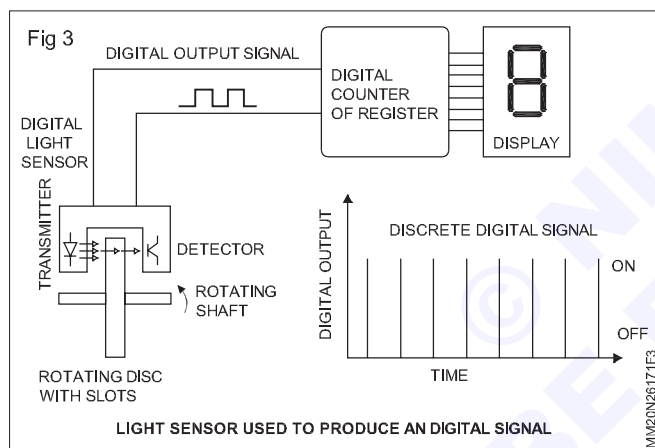 Fig 3
DIGITAL OUTPUT SIGNAL
DIGITAL
COUNTER
OF REGISTER
DISPLAY
DIGITAL
LIGHT
SENSOR
TRANSMITTER
DETECTOR
ROTATING
SHAFT
ROTATING DISC
WITH SLOTS
DISCRETE DIGITAL SIGNAL
DIGITAL OUTPUT
ON
OFF
TIME
LIGHT SENSOR USED TO PRODUCE AN DIGITAL SIGNAL
MM20N26171F3